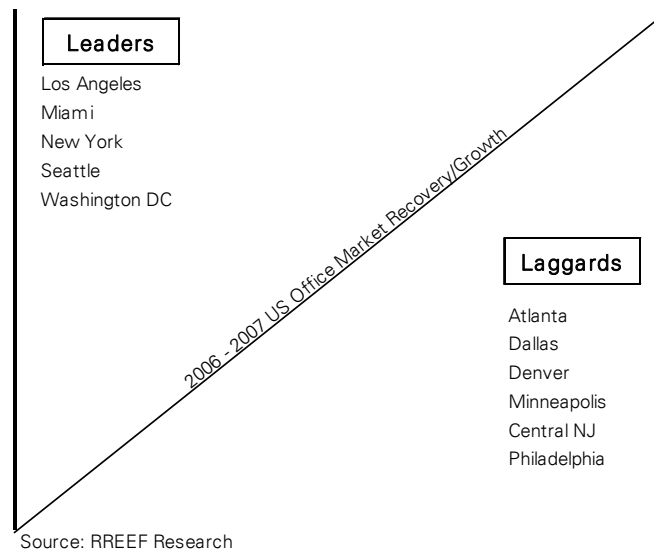 Leaders
Los Angeles
Miami
New York
Seattle
Washington DC
2006 - 2007 US Office Market Recovery/Growth
Laggards
Atlanta
Dallas
Denver
Minneapolis
Central NJ
Philadelphia
Source: RREEF Research